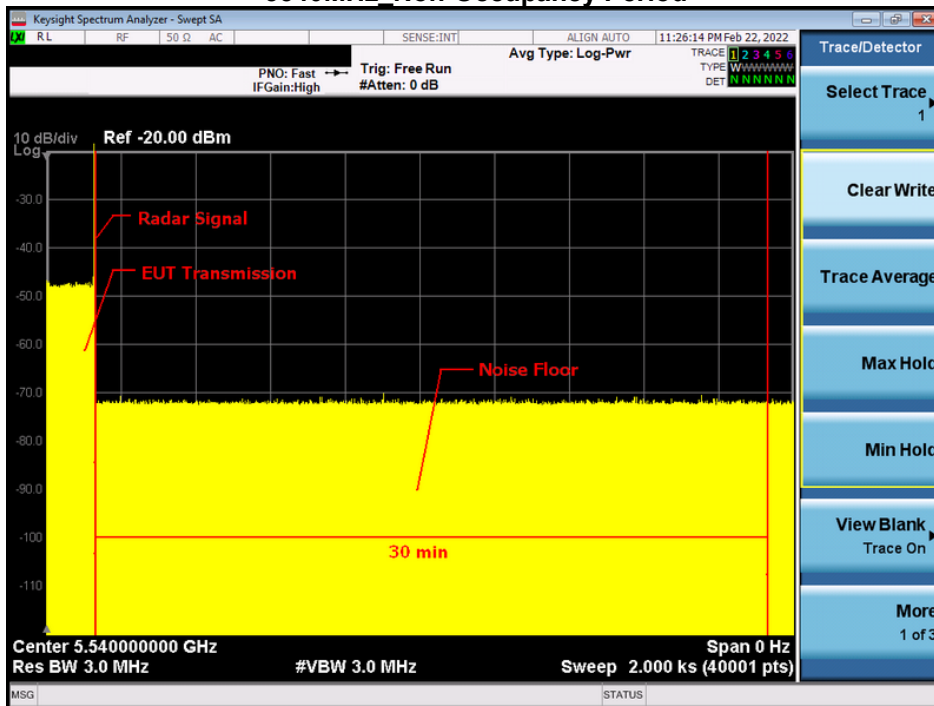 Keysight Spectrum Analyzer - Swept SA
LXI RL RF 50 Ω AC SENSE:INT ALIGN AUTO 11:26:14 PM Feb 22, 2022
Avg Type: Log-Pwr
TRACE 1 2 3 4 5 6
PNO: Fast
Trig: Free Run
TYPE WWWWWW
IFGain:High
#Atten: 0 dB
DET N N N N N N
10 dB/div Ref -20.00 dBm
Log
-30.0
Radar Signal
-40.0
EUT Transmission
-50.0
-60.0
Noise Floor
-70.0
-80.0
-90.0
-100
30 min
-110
Center 5.540000000 GHz Span 0 Hz
Res BW 3.0 MHz #VBW 3.0 MHz Sweep 2.000 ks (40001 pts)
MSG STATUS
Trace/Detector
Select Trace
1
Clear Write
Trace Average
Max Hold
Min Hold
View Blank
Trace On
More
1 of 3